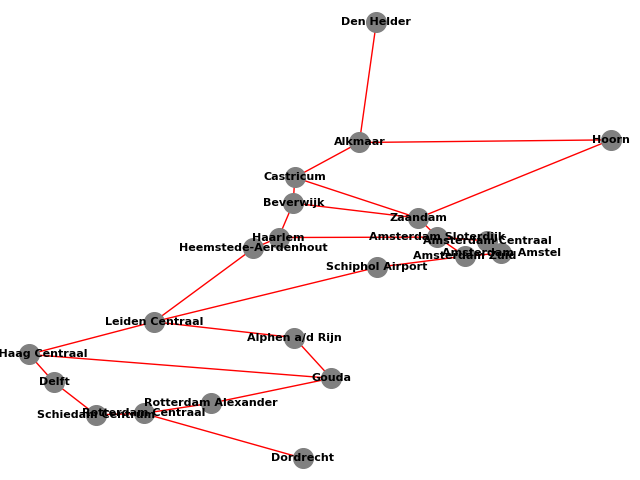 Den Helder
Alkmaar
Hoorn
Castricum
Beverwijk
Zaandam
Haarlem
Amsterdam Sloterdijk
Amsterdam Centraal
Heemstede-Aerdenhout
Amsterdam Amstel
Amsterdam Zuid
Schiphol Airport
Leiden Centraal
Alphen a/d Rijn
Haag Centraal
Gouda
Delft
Rotterdam Alexander
Rotterdam Centraal
Schiedam Centrum
Dordrecht